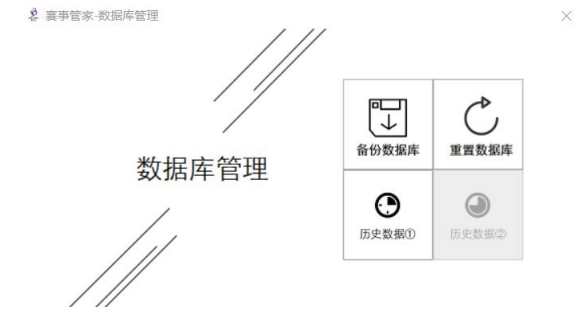 赛事管家-数据库管理
数据库管理
备份数据库
重置数据库
历史数据①
历史数据②